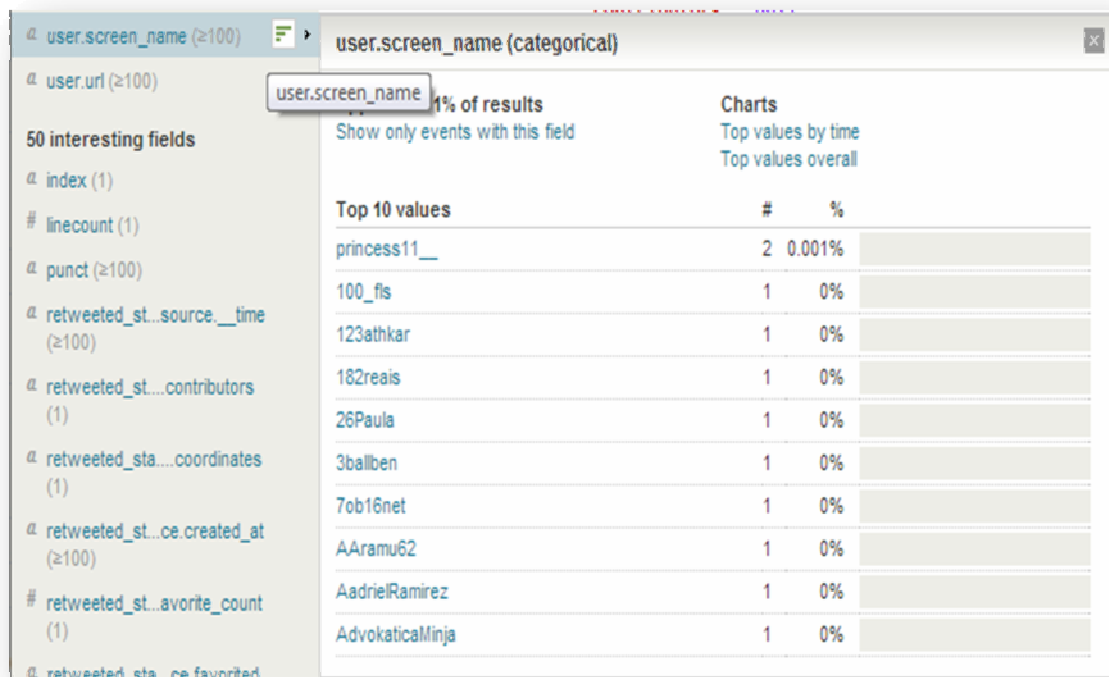 a user.screen_name (≥100)
a user.url (≥100)
50 interesting fields
a index (1)
# linecount (1)
a punct (≥100)
a retweeted_st...source.__time
(≥100)
a retweeted_st....contributors
(1)
a retweeted_sta....coordinates
(1)
a retweeted_st...ce.created_at
(≥100)
# retweeted_st...avorite_count
(1)
a retweeted_sta...ce.favorited
user.screen_name (categorical)
user.screen_name
1% of results
Show only events with this field
Charts
Top values by time
Top values overall
Top 10 values # %
princess11__ 2 0.001%
100_fls 1 0%
123athkar 1 0%
182reais 1 0%
26Paula 1 0%
3ballben 1 0%
7ob16net 1 0%
AAramu62 1 0%
AadrielRamirez 1 0%
AdvokaticaMinja 1 0%